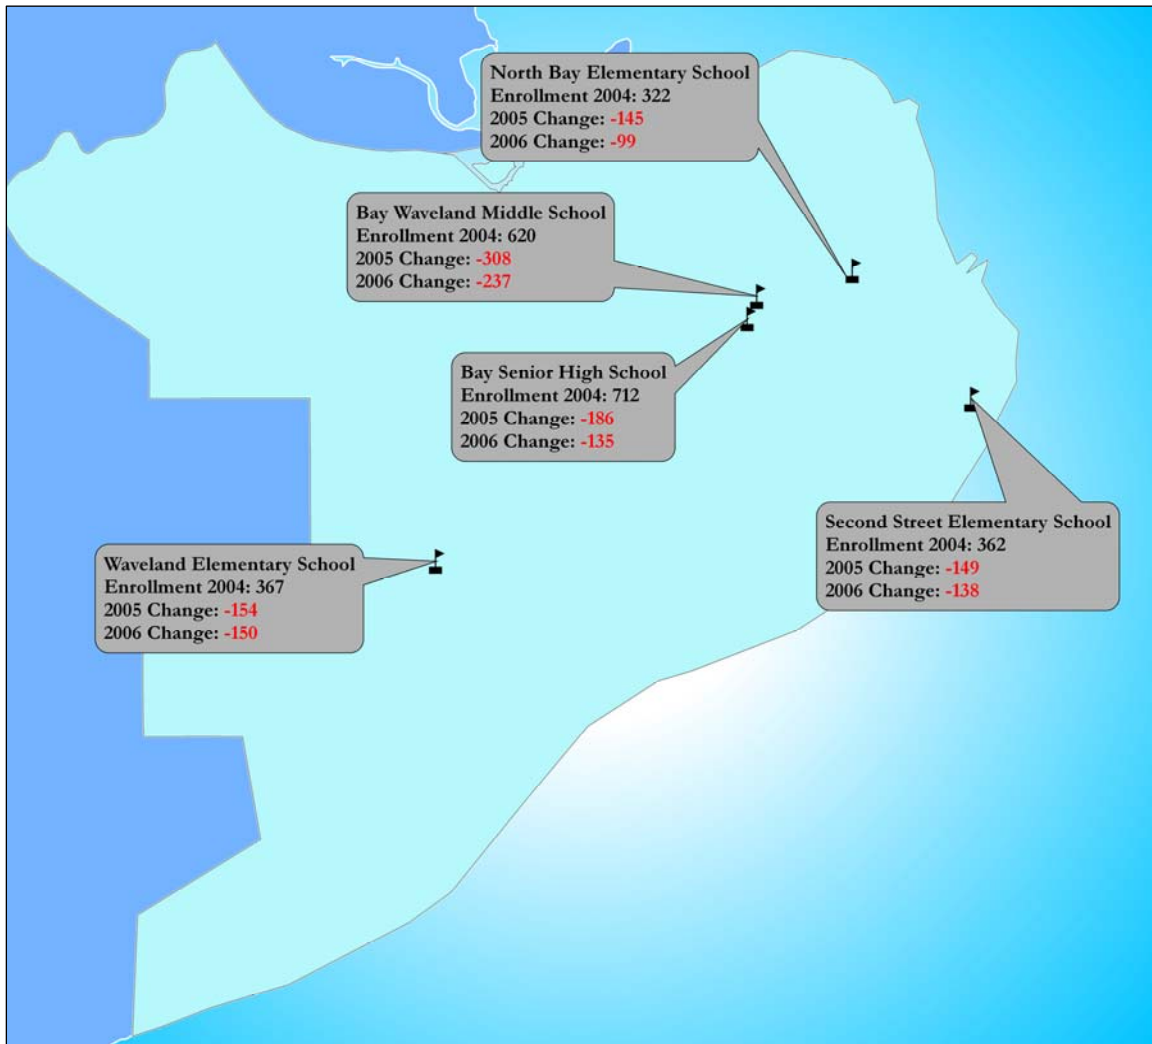 North Bay Elementary School
Enrollment 2004: 322
2005 Change: -145
2006 Change: -99
Bay Waveland Middle School
Enrollment 2004: 620
2005 Change: -308
2006 Change: -237
Bay Senior High School
Enrollment 2004: 712
2005 Change: -186
2006 Change: -135
Second Street Elementary School
Enrollment 2004: 362
2005 Change: -149
2006 Change: -138
Waveland Elementary School
Enrollment 2004: 367
2005 Change: -154
2006 Change: -150